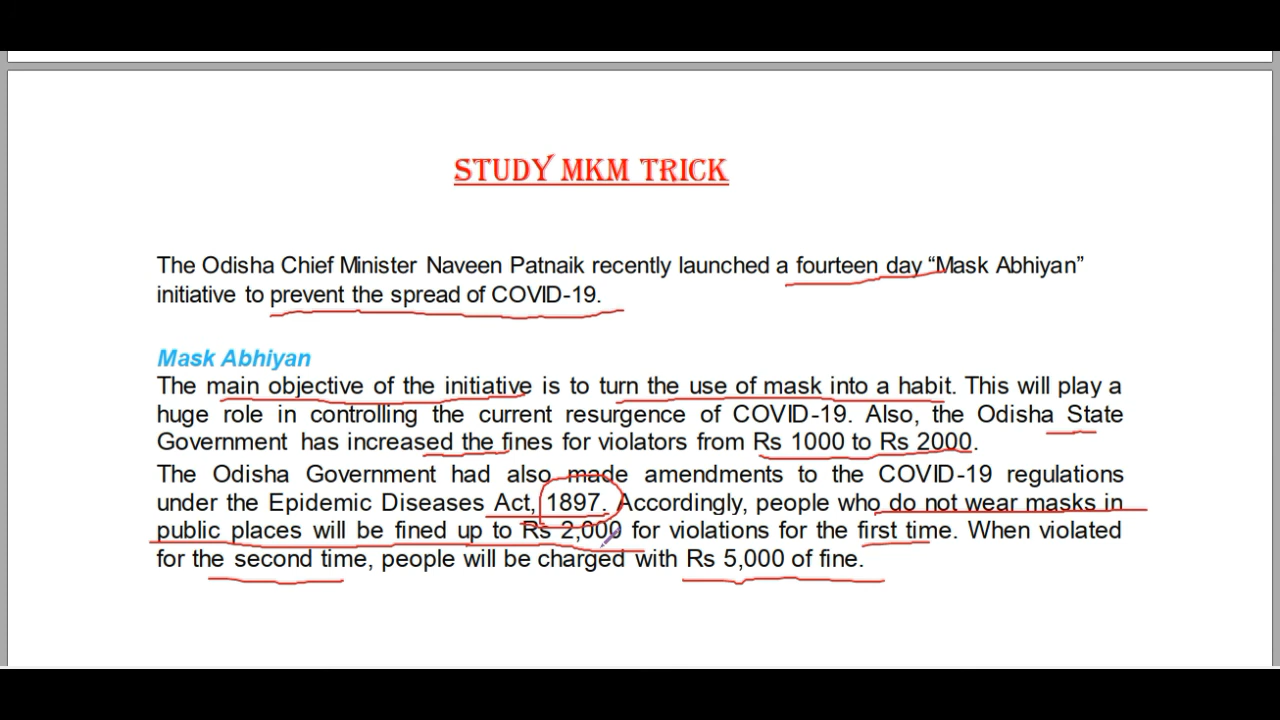 STUDY MKM TRICK
The Odisha Chief Minister Naveen Patnaik recently launched a fourteen day “Mask Abhiyan”
initiative to prevent the spread of COVID-19.
Mask Abhiyan
The main objective of the initiative is to turn the use of mask into a habit. This will play a
huge role in controlling the current resurgence of COVID-19. Also, the Odisha State
Government has increased the fines for violators from Rs 1000 to Rs 2000.
The Odisha Government had also made amendments to the COVID-19 regulations
under the Epidemic Diseases Act, 1897. Accordingly, people who do not wear masks in
public places will be fined up to Rs 2,000 for violations for the first time. When violated
for the second time, people will be charged with Rs 5,000 of fine.